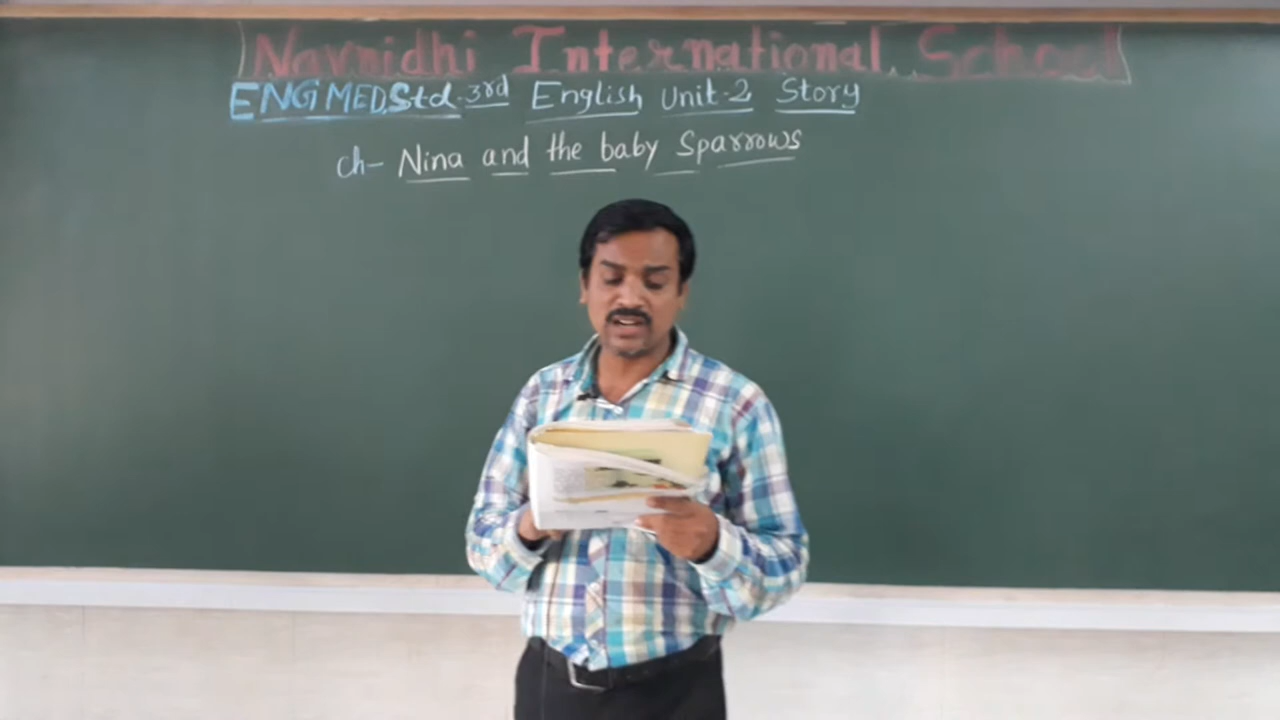 Navnidhi International School
ENG MED. Std-3rd English Unit-2 Story
ch- Nina and the baby Sparrows